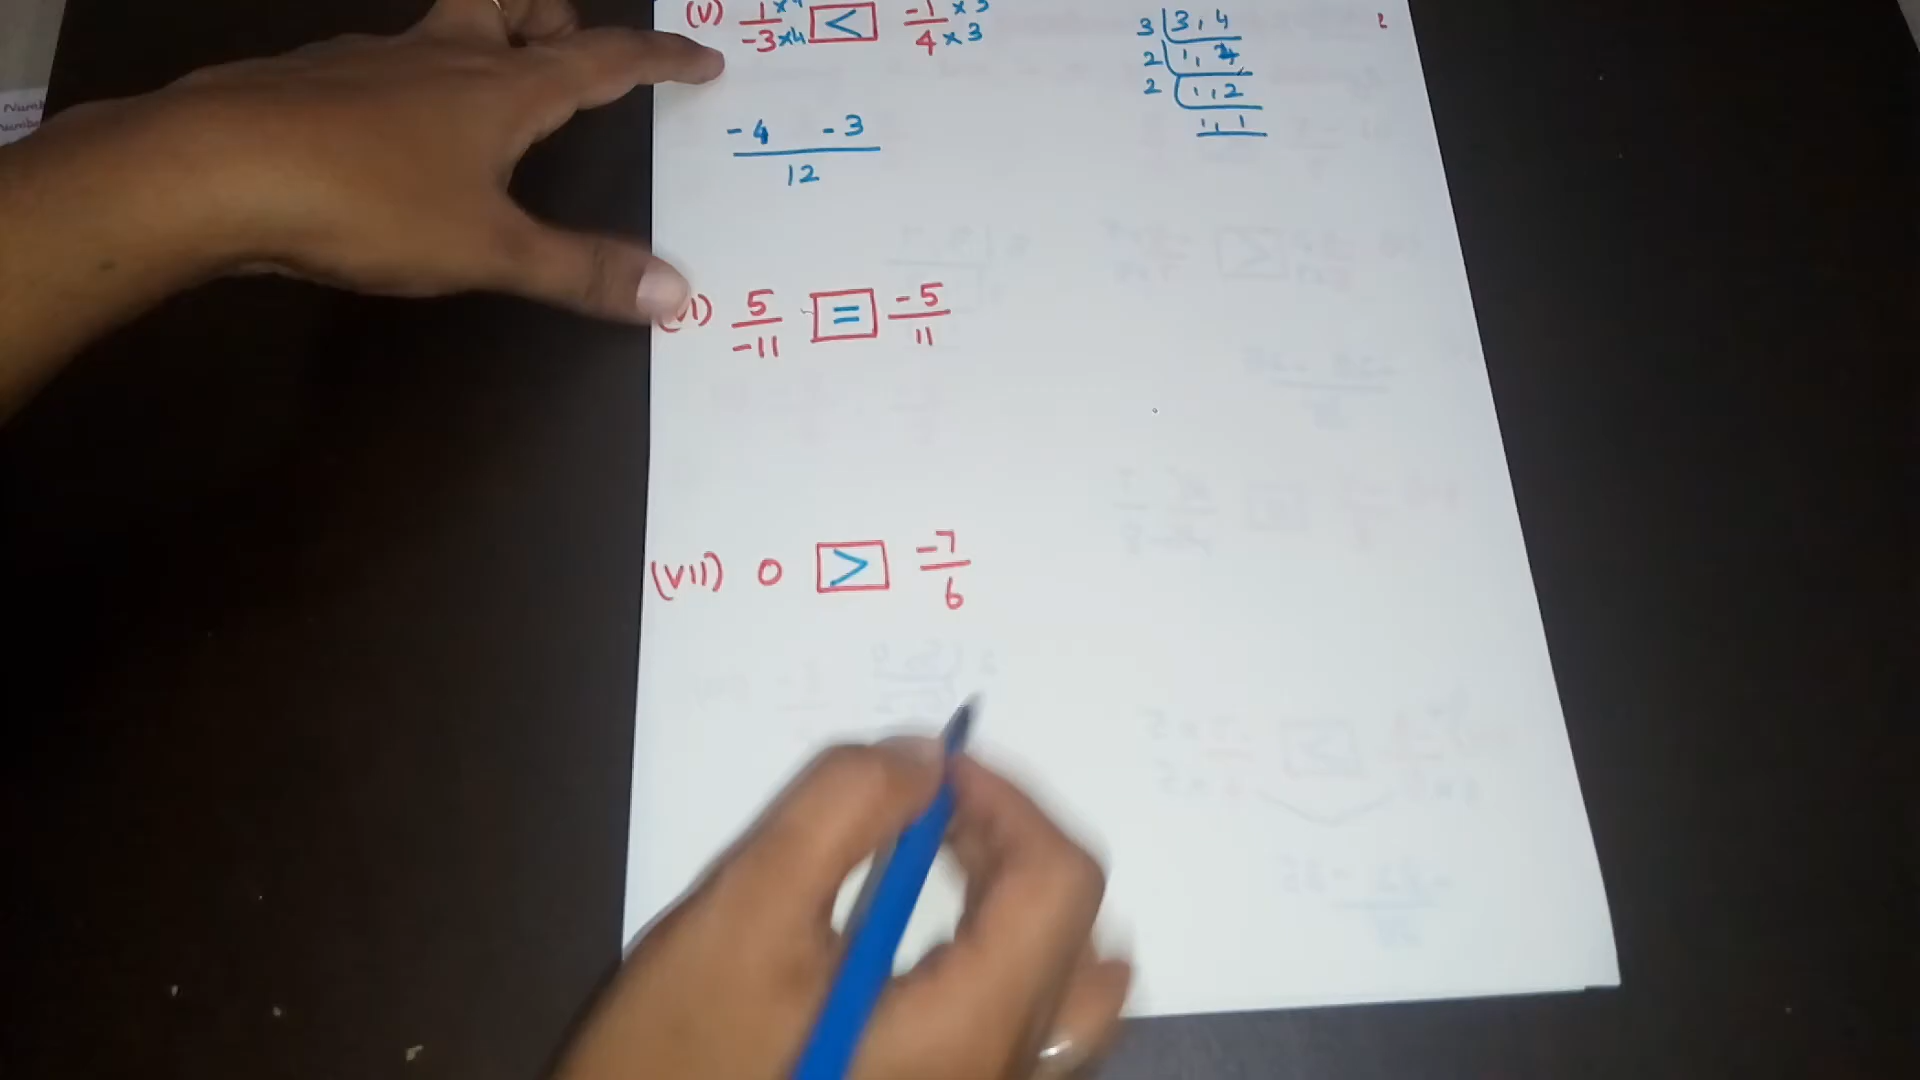 (V) 1 ×4 / -3 ×4 < -1 ×3 / 4 ×3
3 | 3, 4
2 | 1, 4
2 | 1, 2
1, 1
-4 -3
12
(VI) 5 / -11 = -5 / 11
(VII) 0 > -7 / 6